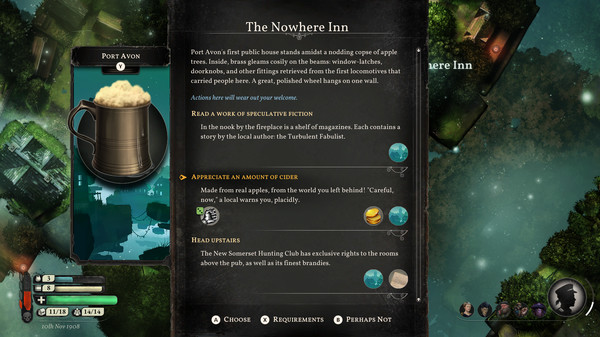 The Nowhere Inn
Port Avon
Y
Port Avon's first public house stands amidst a nodding copse of apple
trees. Inside, brass gleams cosily on the beams: window-latches,
doorknobs, and other fittings retrieved from the first locomotives that
carried people here. A great, polished wheel hangs on one wall.
here Inn
Actions here will wear out your welcome.
Read a work of speculative fiction
In the nook by the fireplace is a shelf of magazines. Each contains a
story by the local author: the Turbulent Fabulist.
Appreciate an amount of cider
Made from real apples, from the world you left behind! "Careful,
now," a local warns you, placidly.
Head upstairs
The New Somerset Hunting Club has exclusive rights to the rooms
above the pub, as well as its finest brandies.
3
8
11/18
14/14
10th Nov 1908
A Choose
X Requirements
B Perhaps Not